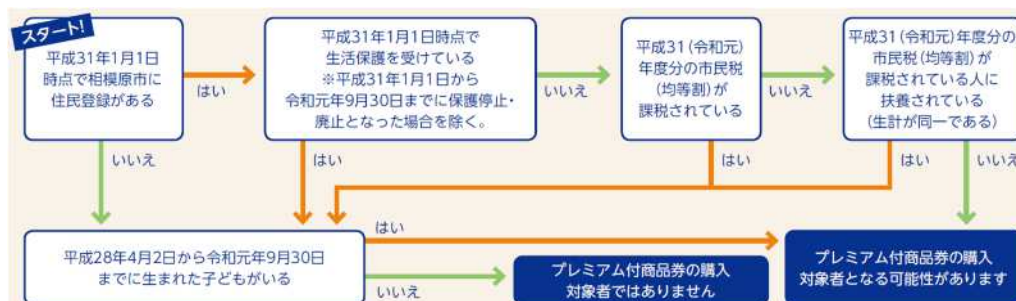 スタート!
平成31年1月1日
時点で相模原市に
住民登録がある
はい
平成31年1月1日時点で
生活保護を受けている
※平成31年1月1日から
令和元年9月30日までに保護停止・
廃止となった場合を除く。
いいえ
平成31(令和元)
年度分の市民税
(均等割)が
課税されている
いいえ
平成31(令和元)年度分の
市民税(均等割)が
課税されている人に
扶養されている
(生計が同一である)
いいえ
はい
はい
はい
いいえ
平成28年4月2日から令和元年9月30日
までに生まれた子どもがいる
はい
いいえ
プレミアム付商品券の購入
対象者ではありません
プレミアム付商品券の購入
対象者となる可能性があります